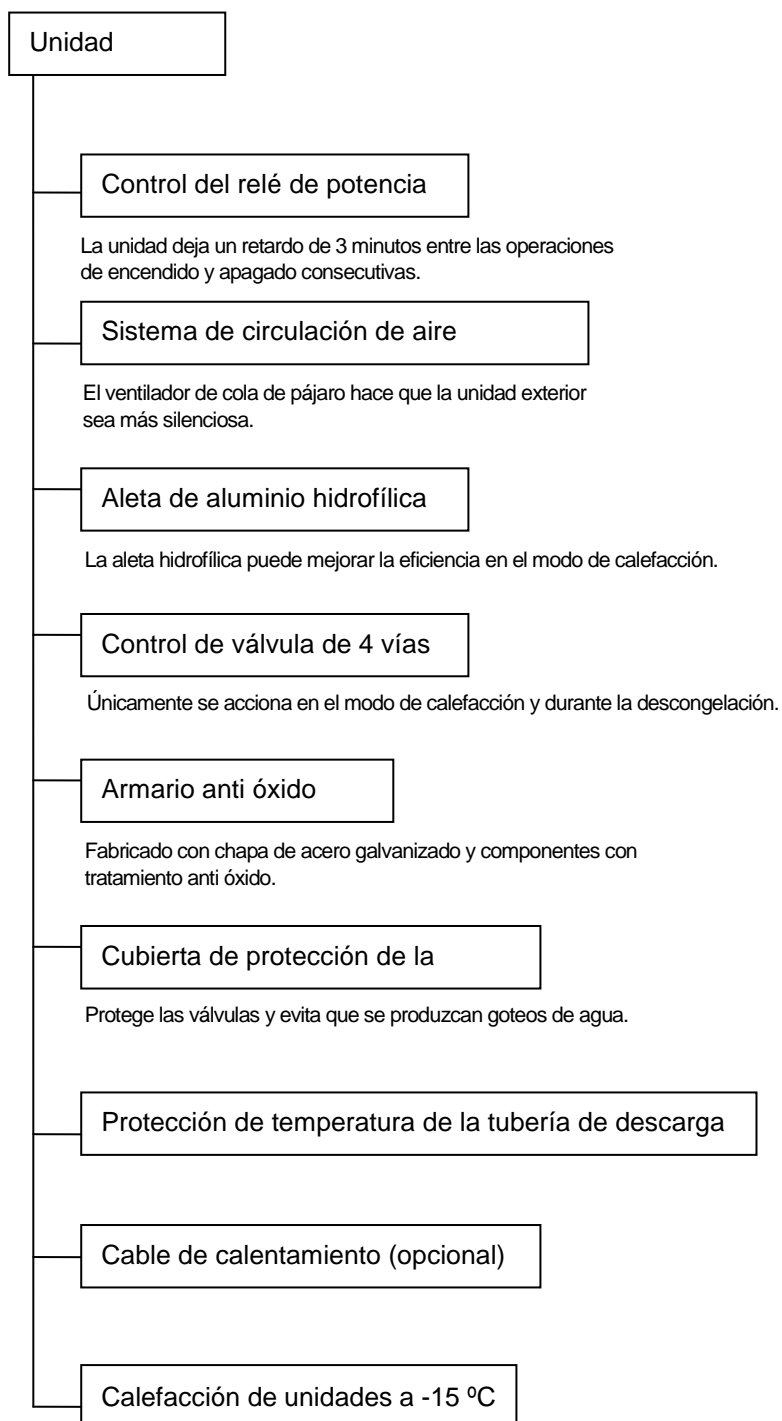 Unidad
Control del relé de potencia
La unidad deja un retardo de 3 minutos entre las operaciones
de encendido y apagado consecutivas.
Sistema de circulación de aire
El ventilador de cola de pájaro hace que la unidad exterior
sea más silenciosa.
Aleta de aluminio hidrofílica
La aleta hidrofílica puede mejorar la eficiencia en el modo de calefacción.
Control de válvula de 4 vías
Únicamente se acciona en el modo de calefacción y durante la descongelación.
Armario anti óxido
Fabricado con chapa de acero galvanizado y componentes con
tratamiento anti óxido.
Cubierta de protección de la
Protege las válvulas y evita que se produzcan goteos de agua.
Protección de temperatura de la tubería de descarga
Cable de calentamiento (opcional)
Calefacción de unidades a -15 ºC